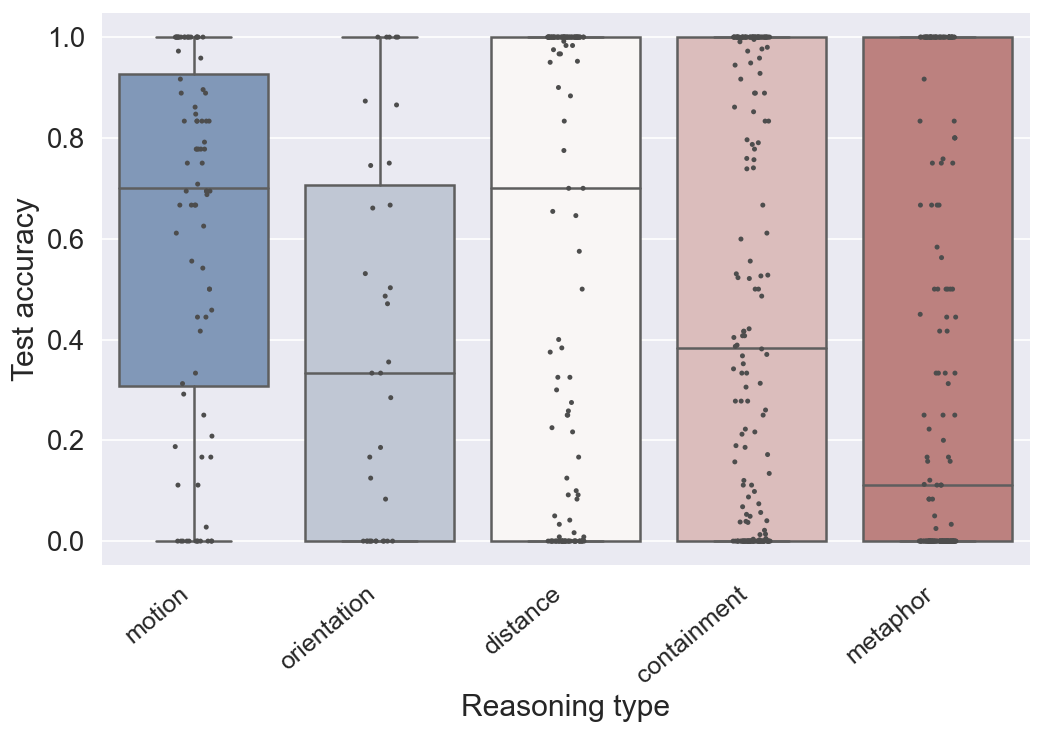 Test accuracy
1.0
0.8
0.6
0.4
0.2
0.0
motion
orientation
distance
containment
metaphor
Reasoning type